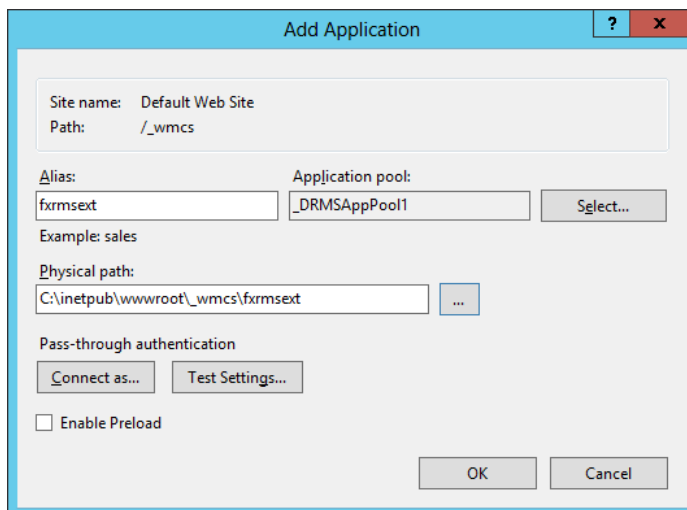 Add Application
?
x
Site name: Default Web Site
Path: /_wmcs
Alias:
Application pool:
fxrmsext
_DRMSAppPool1
Select...
Example: sales
Physical path:
C:\inetpub\wwwroot\_wmcs\fxrmsext
...
Pass-through authentication
Connect as...
Test Settings...
Enable Preload
OK
Cancel